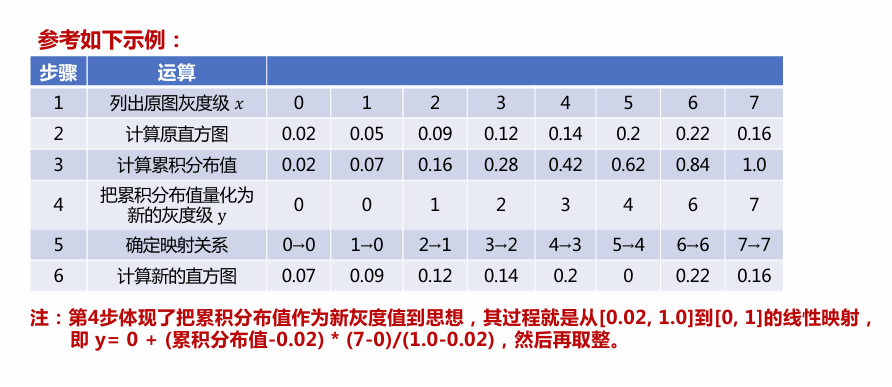 参考如下示例：
步骤 运算
1 列出原图灰度级 x 0 1 2 3 4 5 6 7
2 计算原直方图 0.02 0.05 0.09 0.12 0.14 0.2 0.22 0.16
3 计算累积分布值 0.02 0.07 0.16 0.28 0.42 0.62 0.84 1.0
4 把累积分布值量化为
新的灰度级 y 0 0 1 2 3 4 6 7
5 确定映射关系 0→0 1→0 2→1 3→2 4→3 5→4 6→6 7→7
6 计算新的直方图 0.07 0.09 0.12 0.14 0.2 0 0.22 0.16
注：第4步体现了把累积分布值作为新灰度值到思想，其过程就是从[0.02, 1.0]到[0, 1]的线性映射，
即 y= 0 + (累积分布值-0.02) * (7-0)/(1.0-0.02)，然后再取整。